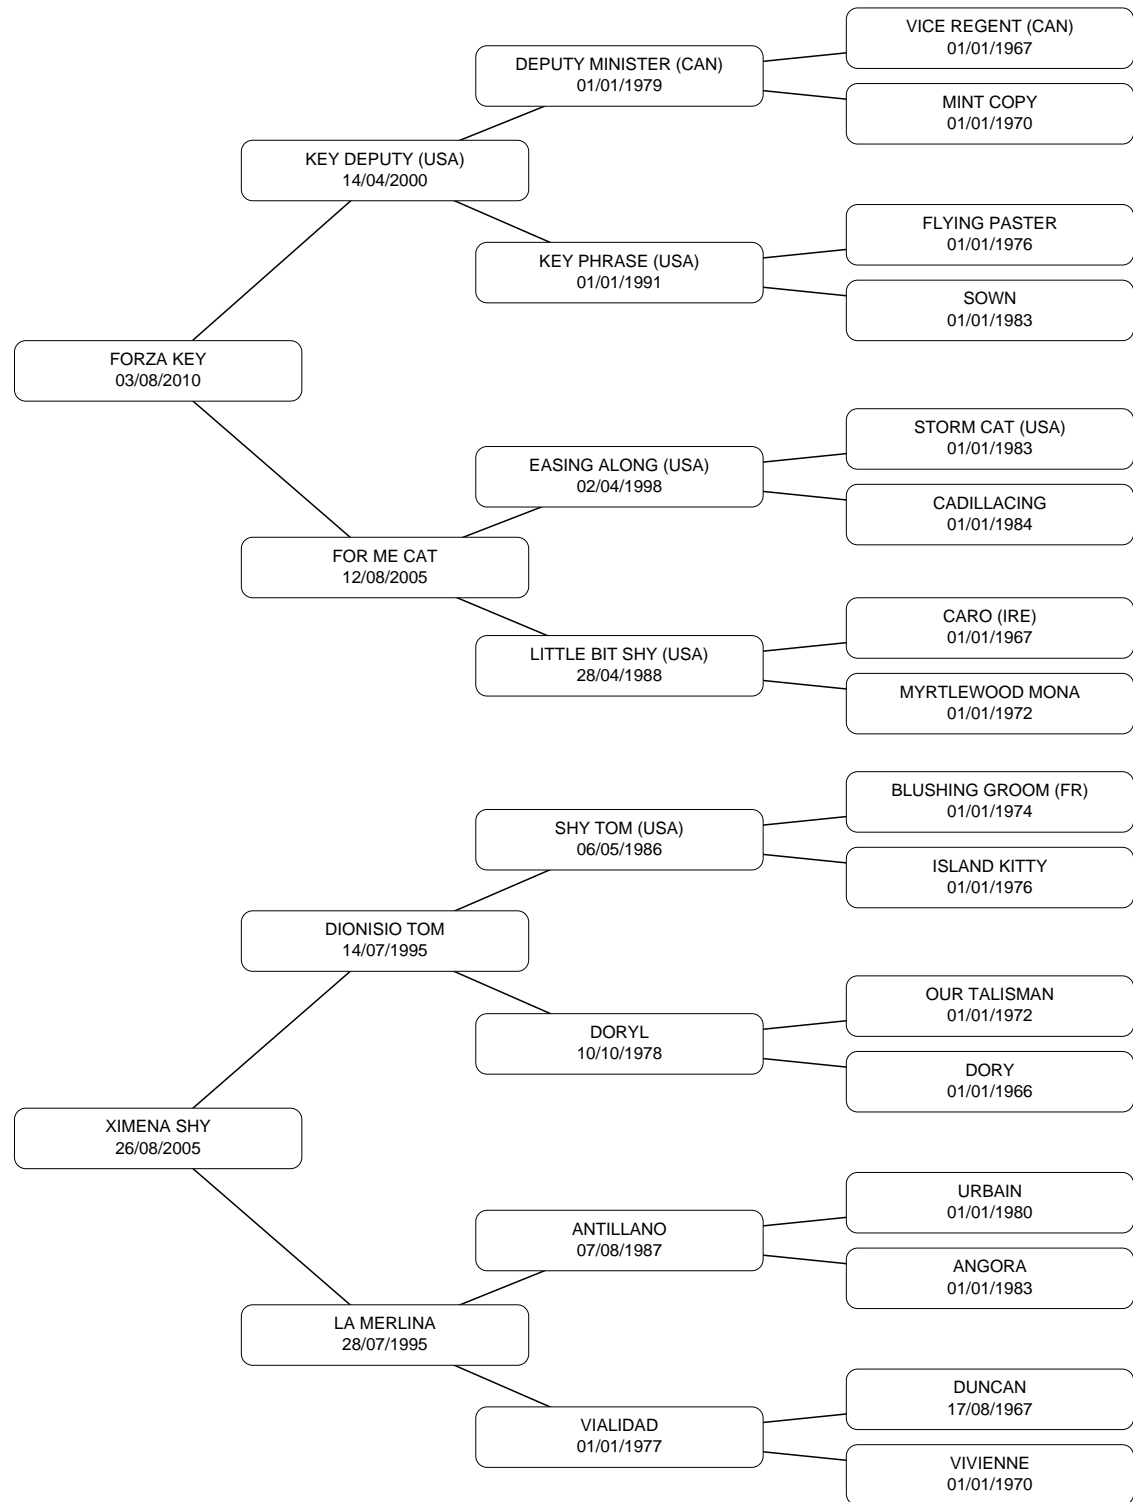 VICE REGENT (CAN)
01/01/1967
DEPUTY MINISTER (CAN)
01/01/1979
MINT COPY
01/01/1970
KEY DEPUTY (USA)
14/04/2000
FLYING PASTER
01/01/1976
KEY PHRASE (USA)
01/01/1991
SOWN
01/01/1983
FORZA KEY
03/08/2010
STORM CAT (USA)
01/01/1983
EASING ALONG (USA)
02/04/1998
CADILLACING
01/01/1984
FOR ME CAT
12/08/2005
CARO (IRE)
01/01/1967
LITTLE BIT SHY (USA)
28/04/1988
MYRTLEWOOD MONA
01/01/1972
BLUSHING GROOM (FR)
01/01/1974
SHY TOM (USA)
06/05/1986
ISLAND KITTY
01/01/1976
DIONISIO TOM
14/07/1995
OUR TALISMAN
01/01/1972
DORYL
10/10/1978
DORY
01/01/1966
XIMENA SHY
26/08/2005
URBAIN
01/01/1980
ANTILLANO
07/08/1987
ANGORA
01/01/1983
LA MERLINA
28/07/1995
DUNCAN
17/08/1967
VIALIDAD
01/01/1977
VIVIENNE
01/01/1970